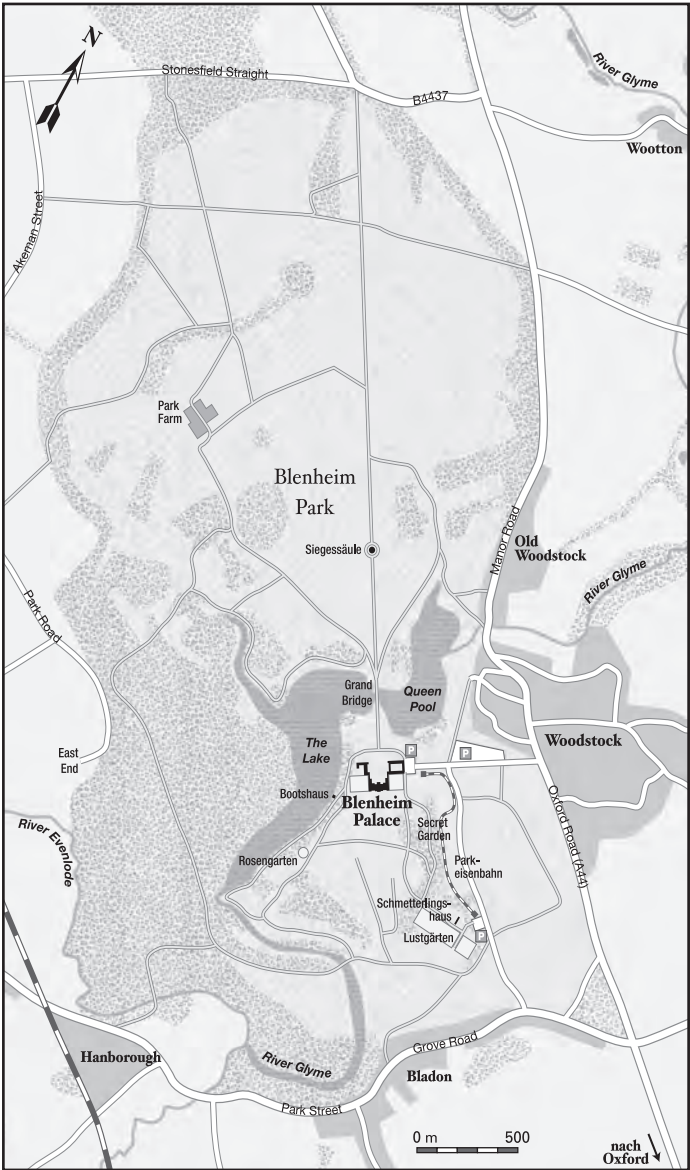 N
River Glyme
Stonesfield Straight
B4437
Wootton
Akeman Street
Park
Farm
Blenheim
Park
Siegessäule
Manor Road
Old
Woodstock
River Glyme
Park Road
Grand
Bridge
Queen
Pool
The
Lake
P
P
Woodstock
East
End
Bootshaus
Blenheim
Palace
Oxford Road (A44)
Secret
Garden
River Evenlode
Rosengarten
Park-
eisenbahn
Schmetterlings-
haus
Lustgärten
P
Hanborough
River Glyme
Grove Road
Bladon
Park Street
0 m 500
nach
Oxford